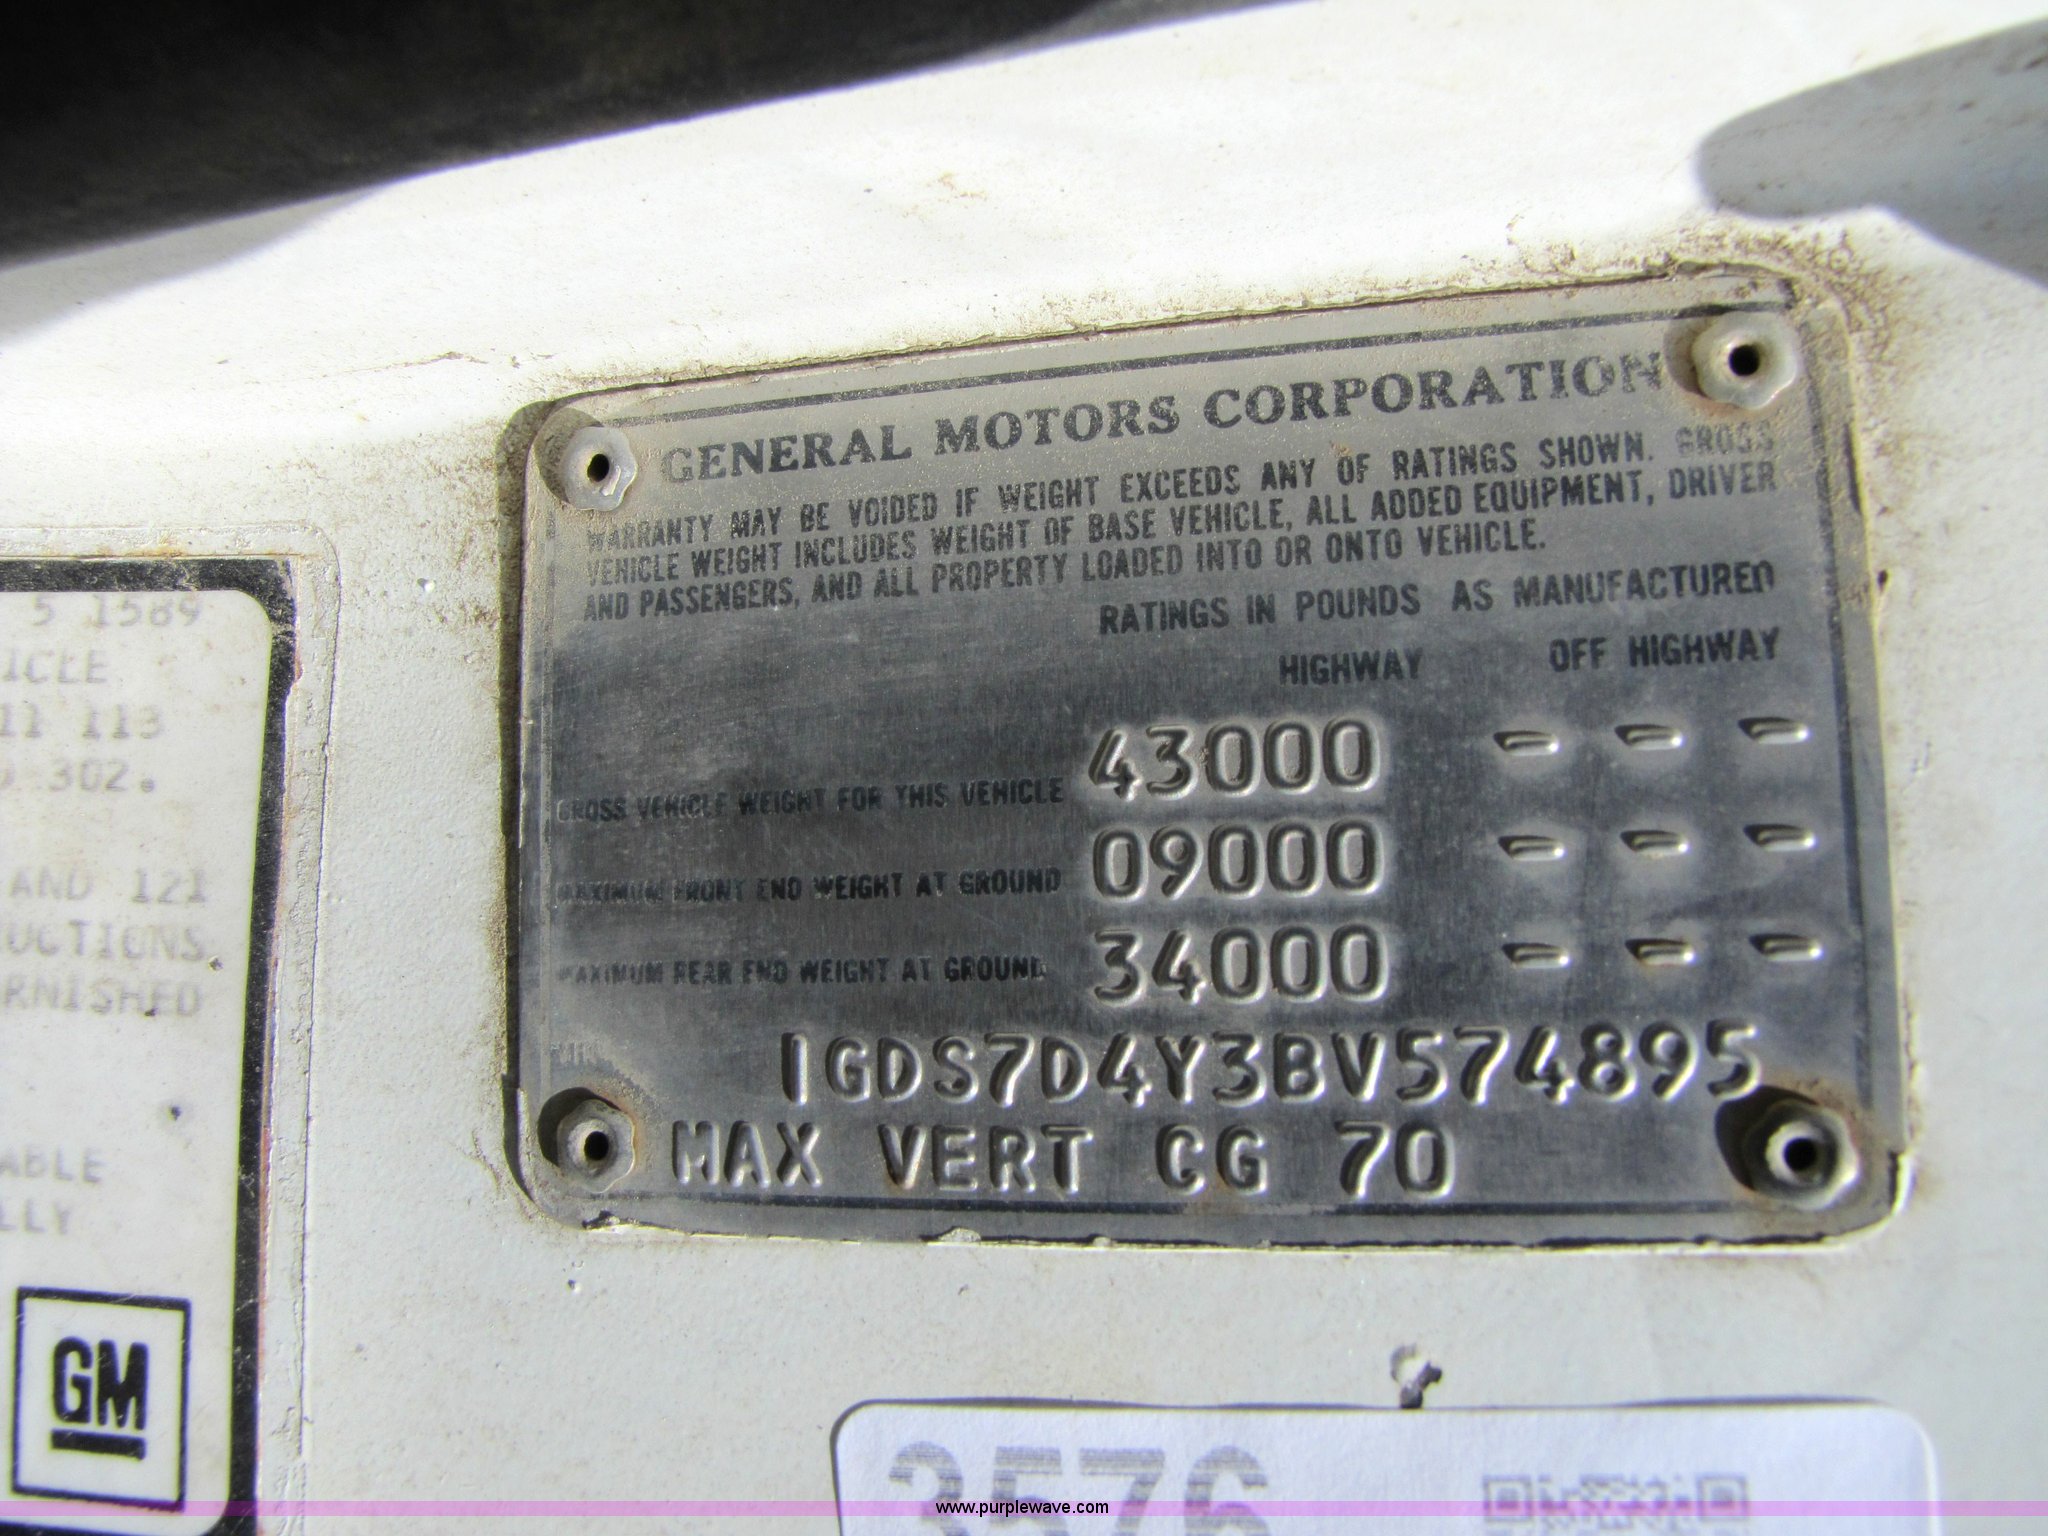 GENERAL MOTORS CORPORATION
WARRANTY MAY BE VOIDED IF WEIGHT EXCEEDS ANY OF RATINGS SHOWN. GROSS
VEHICLE WEIGHT INCLUDES WEIGHT OF BASE VEHICLE, ALL ADDED EQUIPMENT, DRIVER
AND PASSENGERS, AND ALL PROPERTY LOADED INTO OR ONTO VEHICLE.
RATINGS IN POUNDS AS MANUFACTURED
HIGHWAY OFF HIGHWAY
GROSS VEHICLE WEIGHT FOR THIS VEHICLE 43000 - - -
MAXIMUM FRONT END WEIGHT AT GROUND 09000 - - -
MAXIMUM REAR END WEIGHT AT GROUND 34000 - - -
1GDS7D4Y3BV574895
MAX VERT CG 70
5 1589
ICLE
11 113
302.
AND 121
UCTIONS
RNISHED
ABLE
LLY
GM
3576
www.purplewave.com